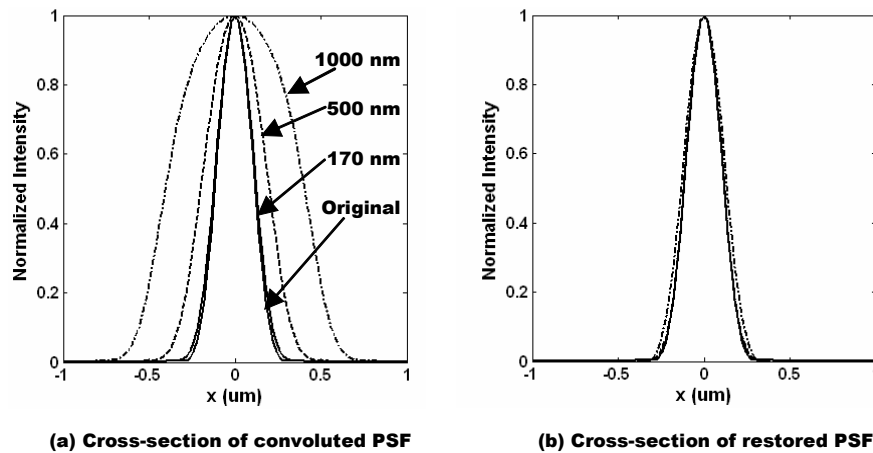 1
0.8
0.6
0.4
0.2
0
-1
-0.5
0
0.5
1
Normalized Intensity
x (um)
1000 nm
500 nm
170 nm
Original
(a) Cross-section of convoluted PSF
1
0.8
0.6
0.4
0.2
0
-1
-0.5
0
0.5
1
Normalized Intensity
x (um)
(b) Cross-section of restored PSF